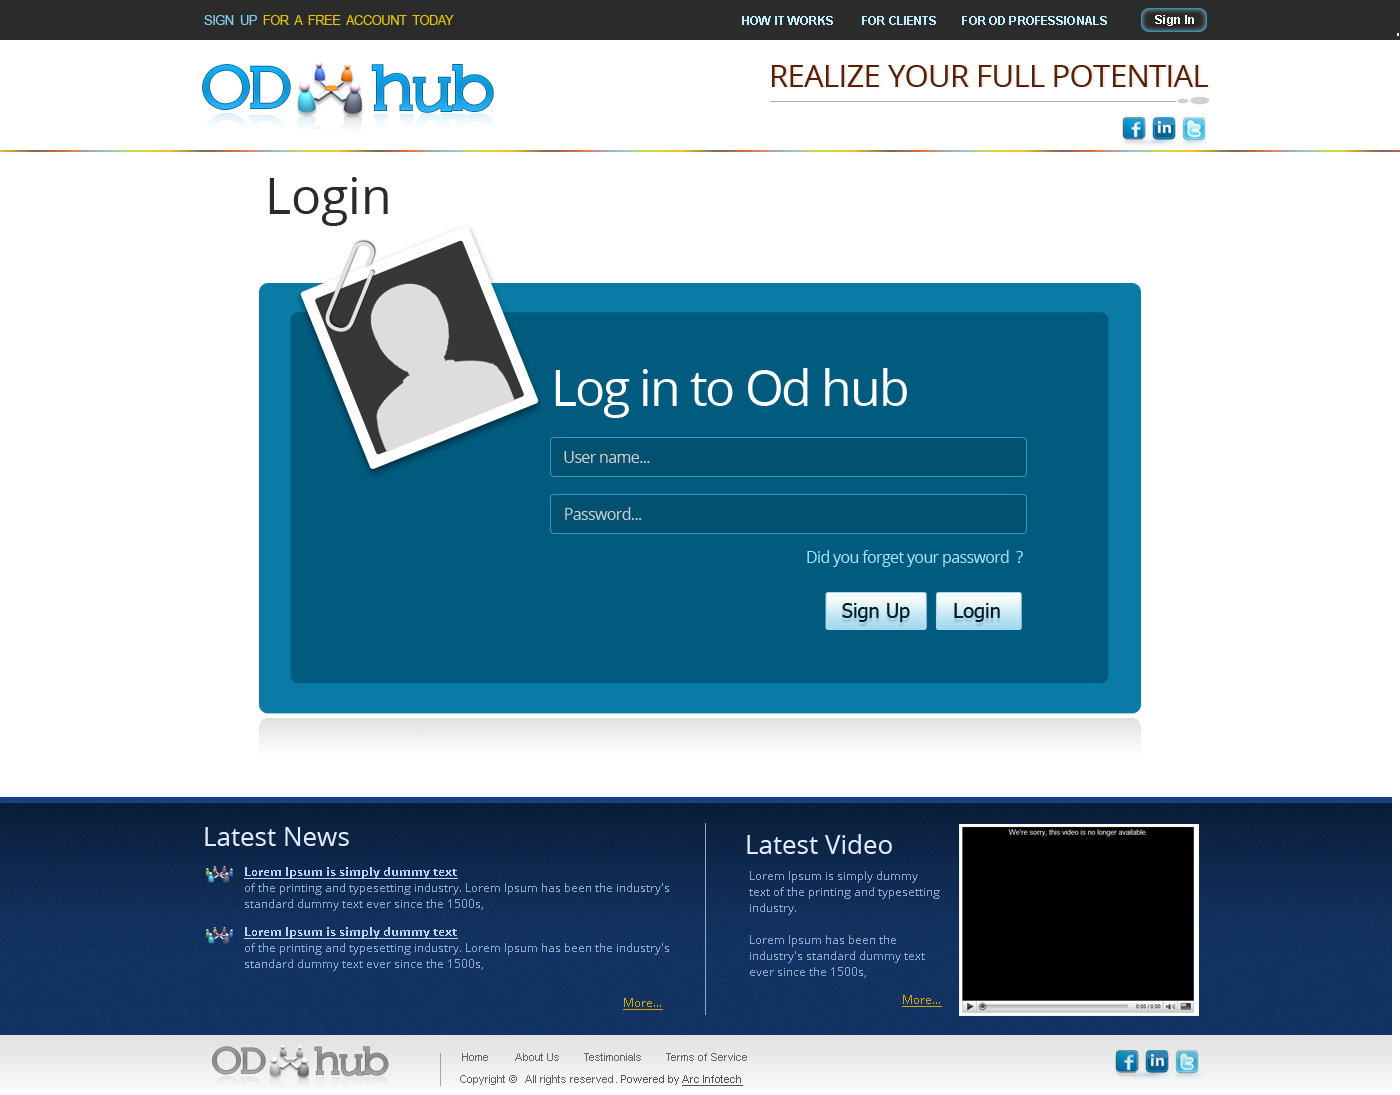 SIGN UP FOR A FREE ACCOUNT TODAY
HOW IT WORKS
FOR CLIENTS
FOR OD PROFESSIONALS
Sign In
OD hub
REALIZE YOUR FULL POTENTIAL
f in t
Login
Log in to Od hub
User name...
Password...
Did you forget your password ?
Sign Up
Login
Latest News
Lorem Ipsum is simply dummy text
of the printing and typesetting industry. Lorem Ipsum has been the industry's
standard dummy text ever since the 1500s,
Lorem Ipsum is simply dummy text
of the printing and typesetting industry. Lorem Ipsum has been the industry's
standard dummy text ever since the 1500s,
More...
Latest Video
Lorem Ipsum is simply dummy
text of the printing and typesetting
industry.
Lorem Ipsum has been the
industry's standard dummy text
ever since the 1500s,
More...
We're sorry, this video is no longer available.
0:00 / 0:00
OD hub
Home
About Us
Testimonials
Terms of Service
Copyright © All rights reserved. Powered by Arc Infotech
f in t